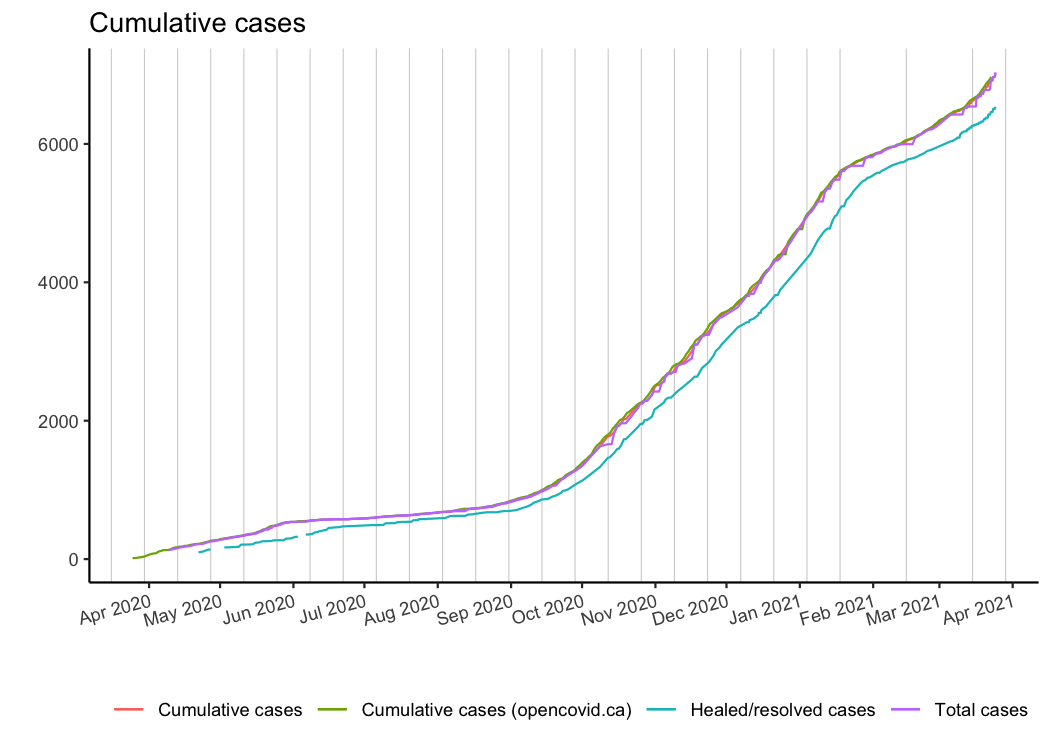 Cumulative cases
6000
4000
2000
0
Apr 2020 May 2020 Jun 2020 Jul 2020 Aug 2020 Sep 2020 Oct 2020 Nov 2020 Dec 2020 Jan 2021 Feb 2021 Mar 2021 Apr 2021
Cumulative cases Cumulative cases (opencovid.ca) Healed/resolved cases Total cases